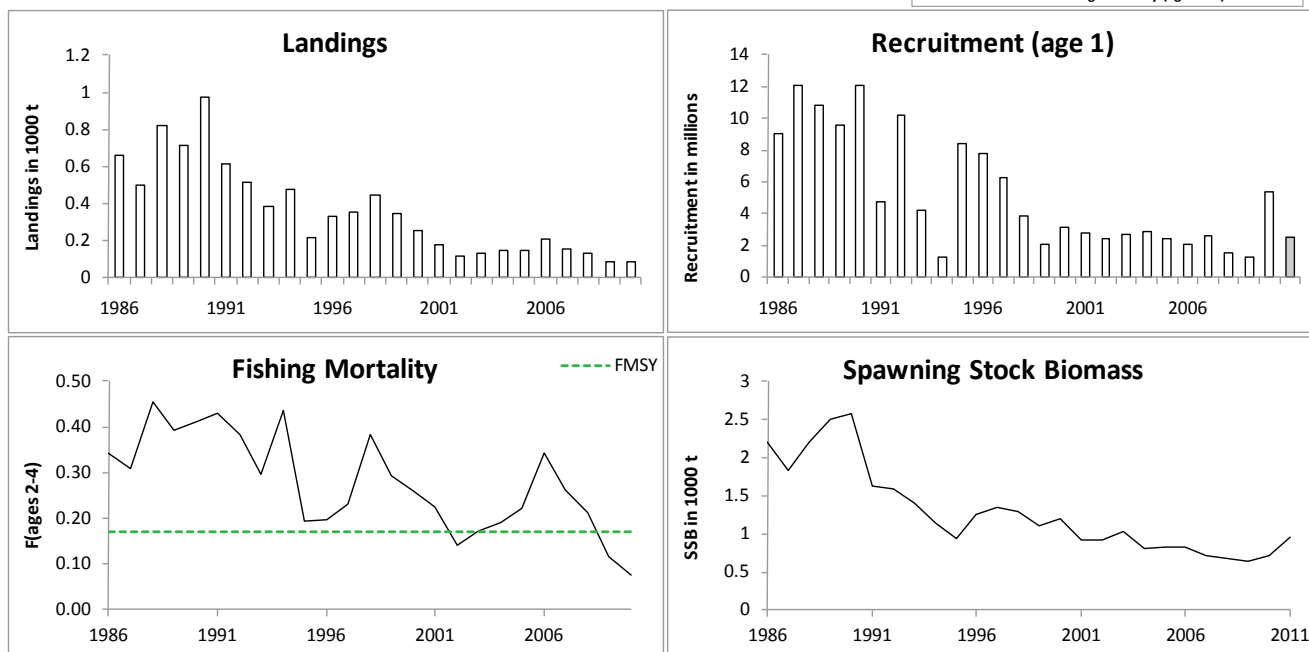 Landings
Landings in 1000 t
1.2
1
0.8
0.6
0.4
0.2
0
1986 1991 1996 2001 2006
Recruitment (age 1)
Recruitment in millions
14
12
10
8
6
4
2
0
1986 1991 1996 2001 2006
Fishing Mortality
FMSY
F(ages 2-4)
0.50
0.40
0.30
0.20
0.10
0.00
1986 1991 1996 2001 2006
Spawning Stock Biomass
SSB in 1000 t
3
2.5
2
1.5
1
0.5
0
1986 1991 1996 2001 2006 2011